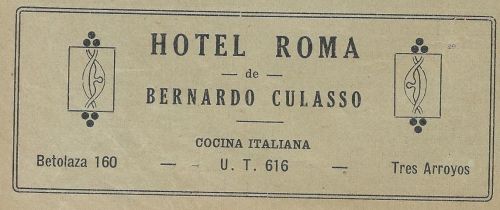 HOTEL ROMA
— de —
BERNARDO CULASSO
COCINA ITALIANA
Betolaza 160 — U. T. 616 — Tres Arroyos